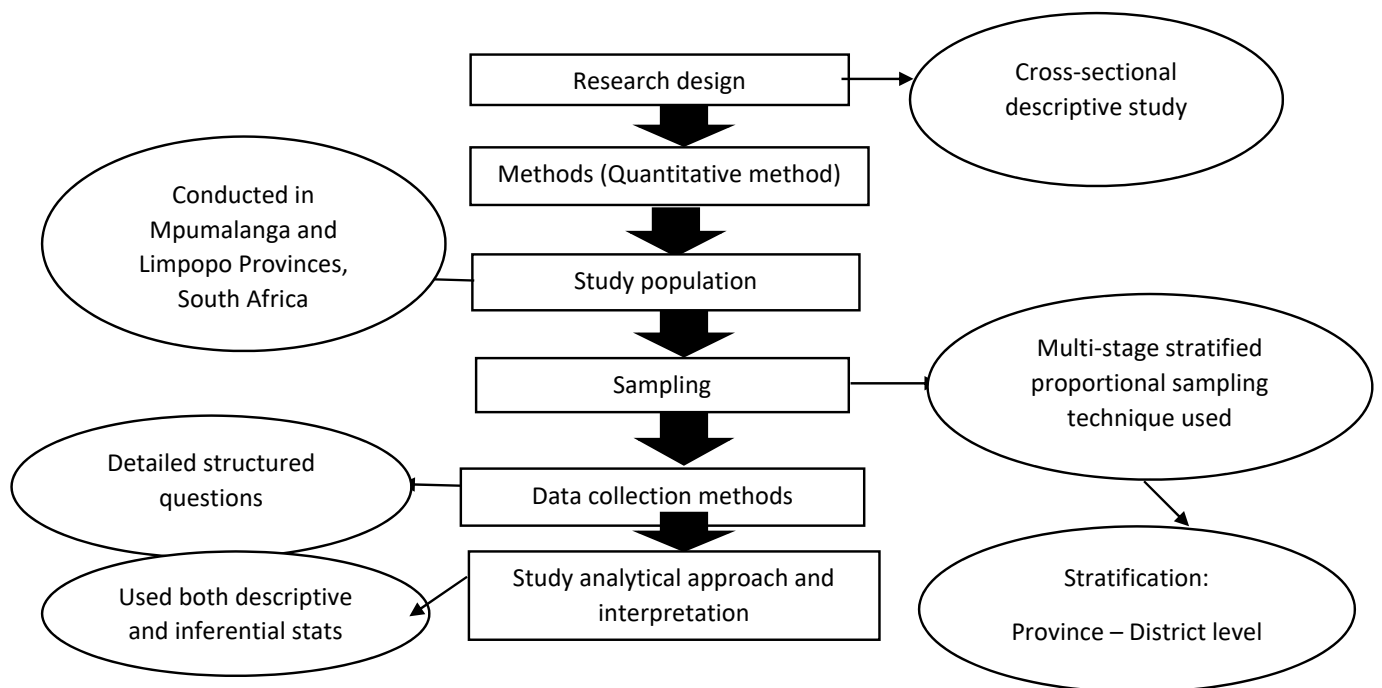 Research design
Cross-sectional
descriptive study
Methods (Quantitative method)
Conducted in
Mpumalanga and
Limpopo Provinces,
South Africa
Study population
Sampling
Multi-stage stratified
proportional sampling
technique used
Detailed structured
questions
Data collection methods
Used both descriptive
and inferential stats
Study analytical approach and
interpretation
Stratification:
Province – District level